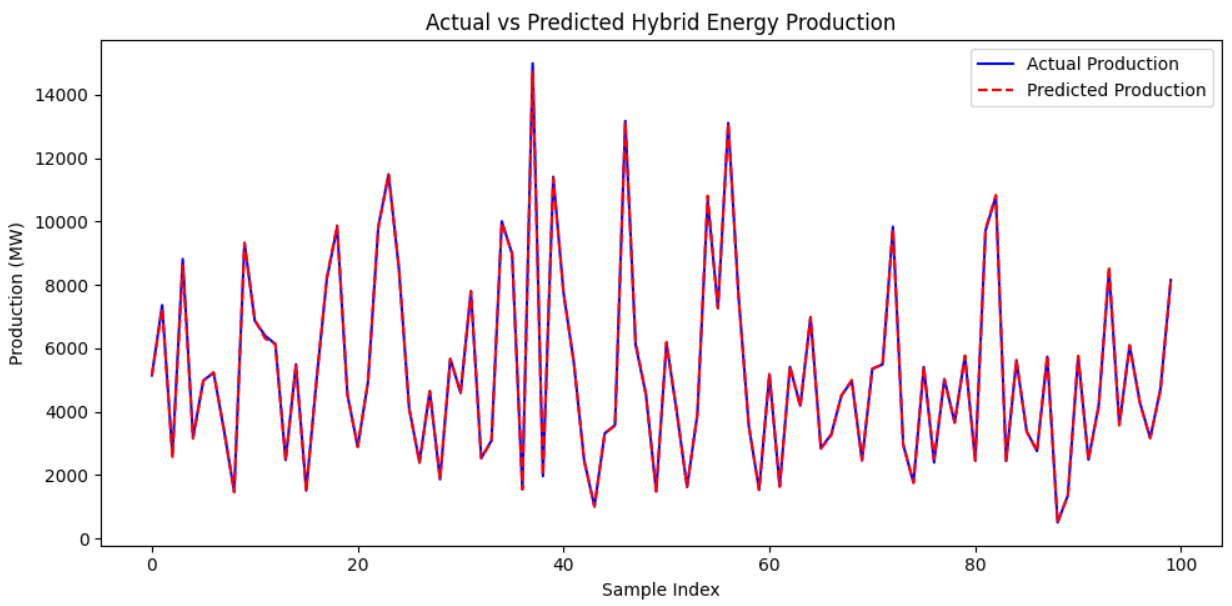 Actual vs Predicted Hybrid Energy Production
Actual Production
Predicted Production
Production (MW)
14000
12000
10000
8000
6000
4000
2000
0
0 20 40 60 80 100
Sample Index